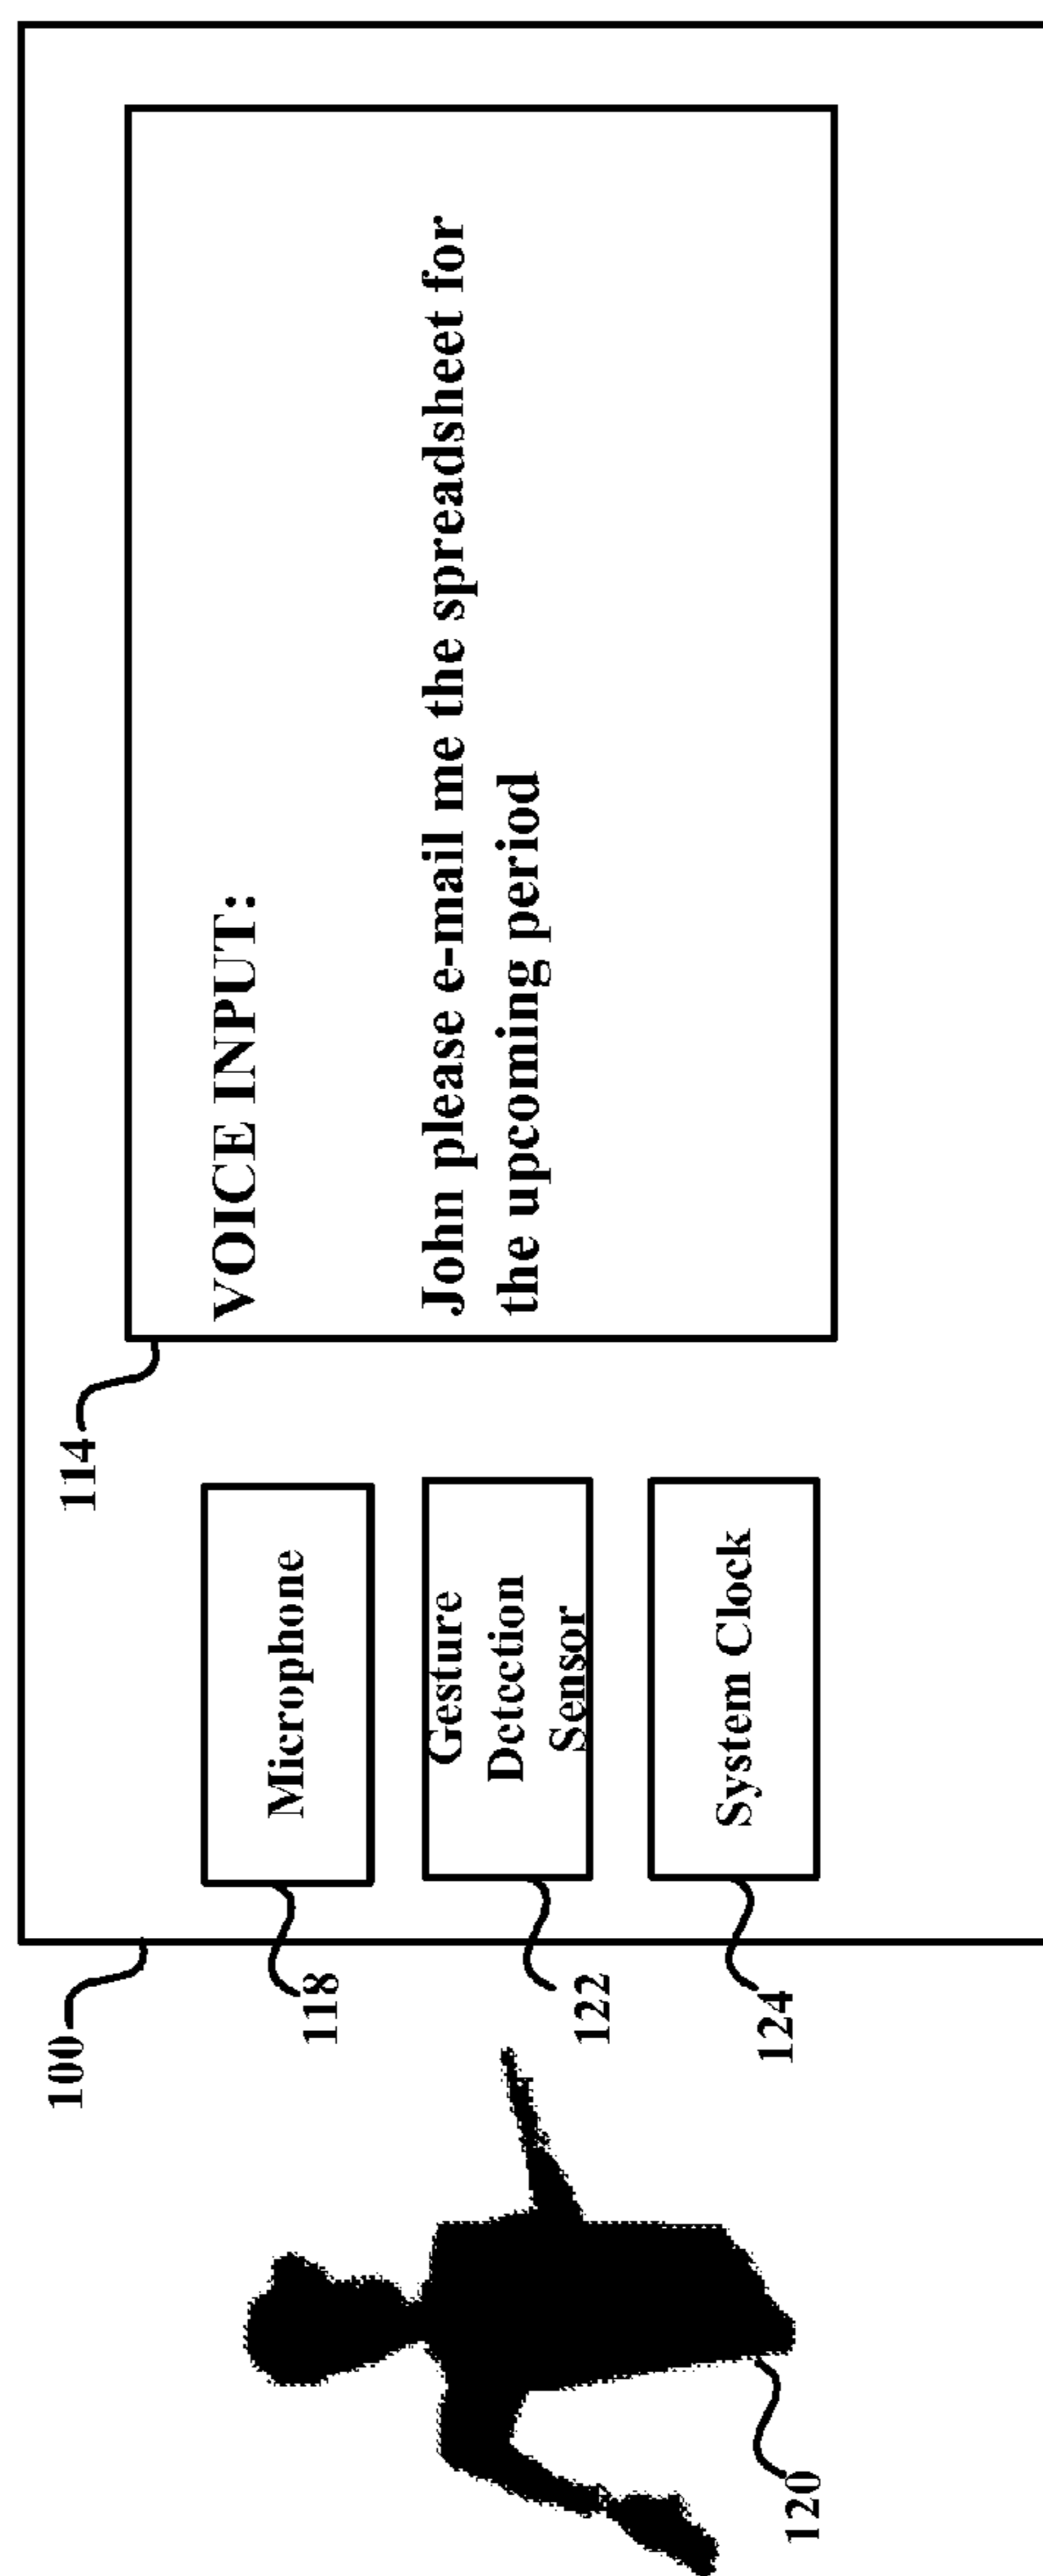 100
114
VOICE INPUT:
John please e-mail me the spreadsheet for
the upcoming period
118
Microphone
122
Gesture
Detection
Sensor
124
System Clock
120